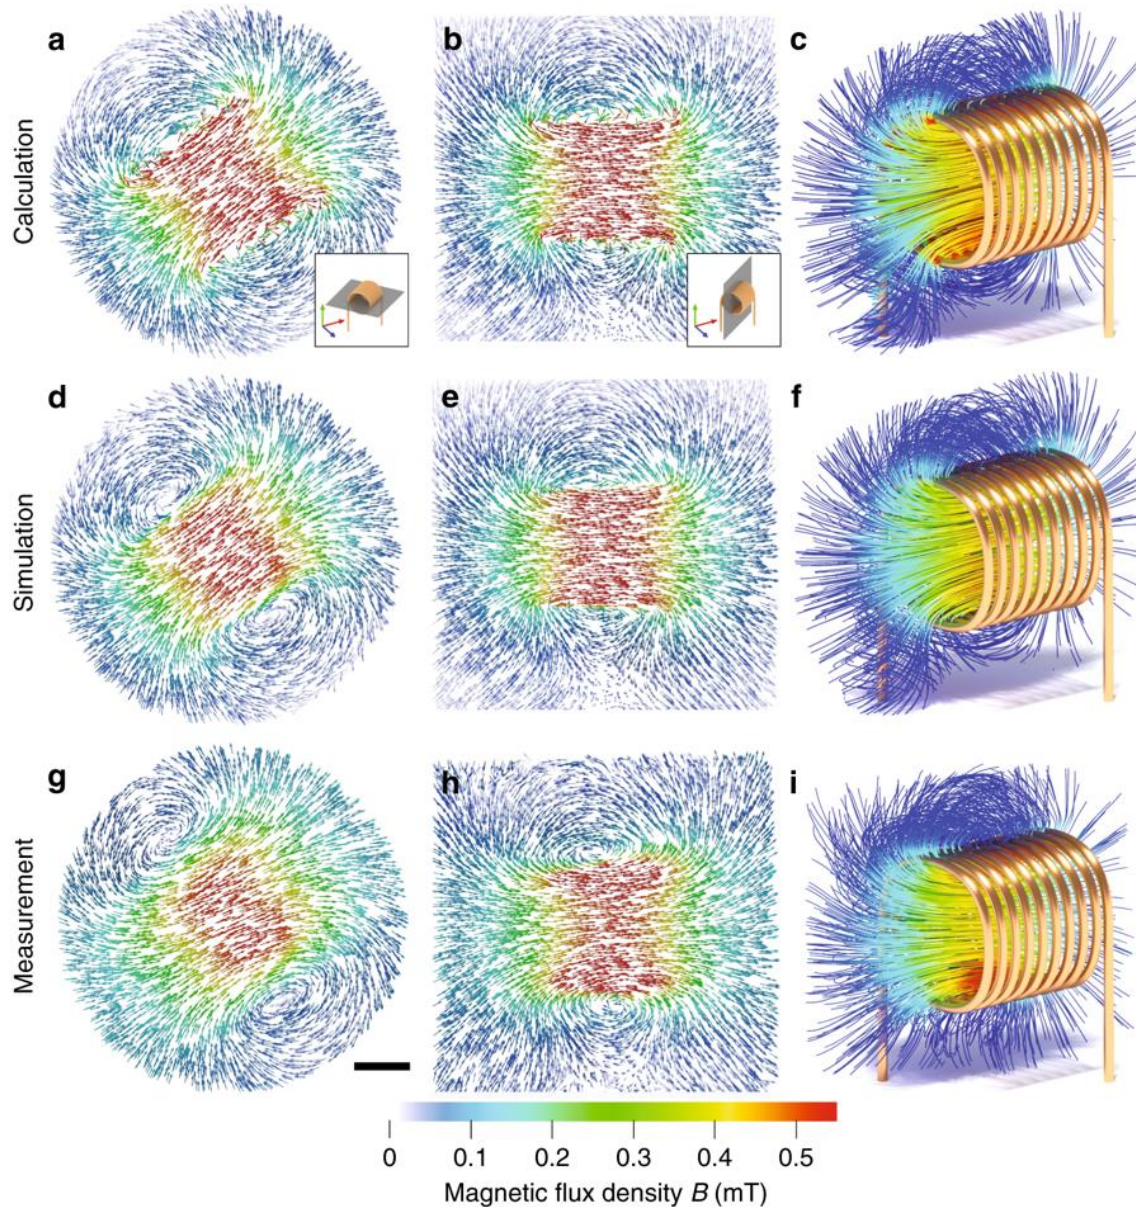 a
b
c
Calculation
d
e
f
Simulation
g
h
i
Measurement
0
0.1
0.2
0.3
0.4
0.5
Magnetic flux density B (mT)